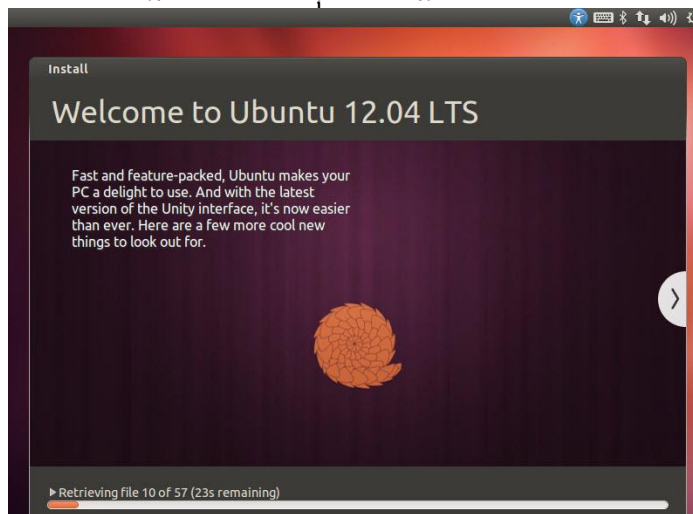 Install
Welcome to Ubuntu 12.04 LTS
Fast and feature-packed, Ubuntu makes your
PC a delight to use. And with the latest
version of the Unity interface, it's now easier
than ever. Here are a few more cool new
things to look out for.
Retrieving file 10 of 57 (23s remaining)